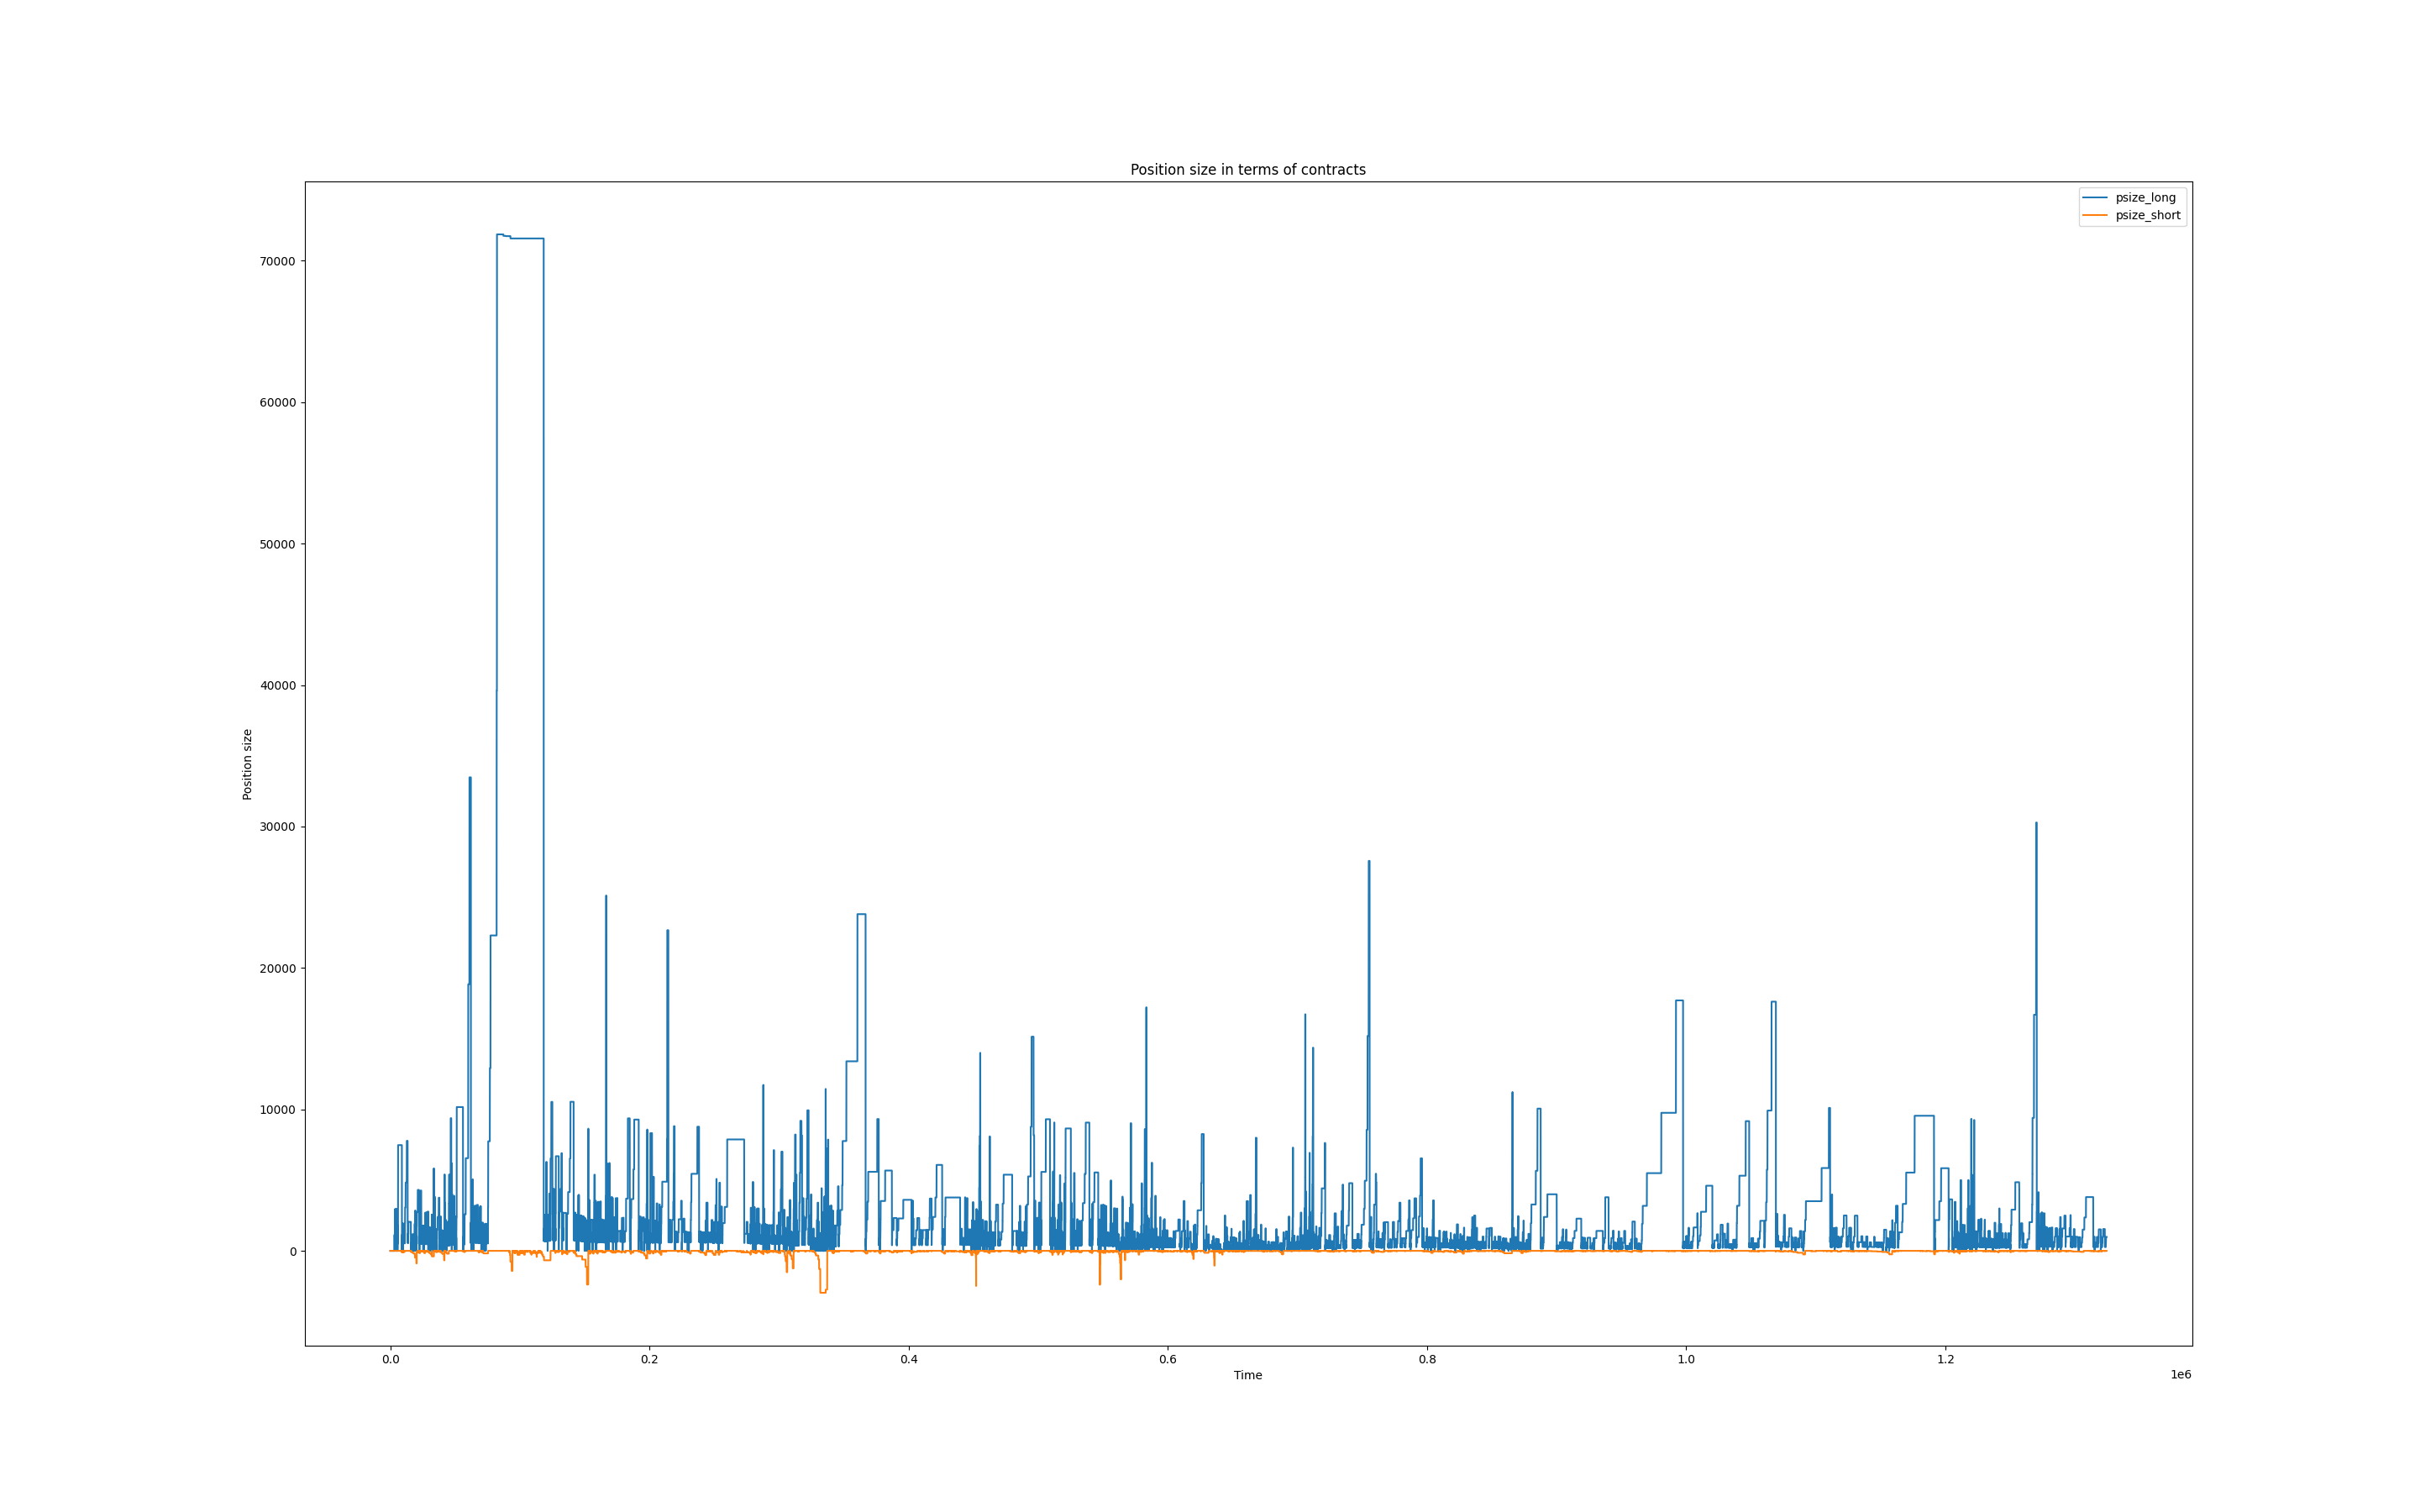 Position size in terms of contracts
psize_long
psize_short
70000
60000
50000
40000
30000
20000
10000
0
Position size
0.0 0.2 0.4 0.6 0.8 1.0 1.2
Time
1e6